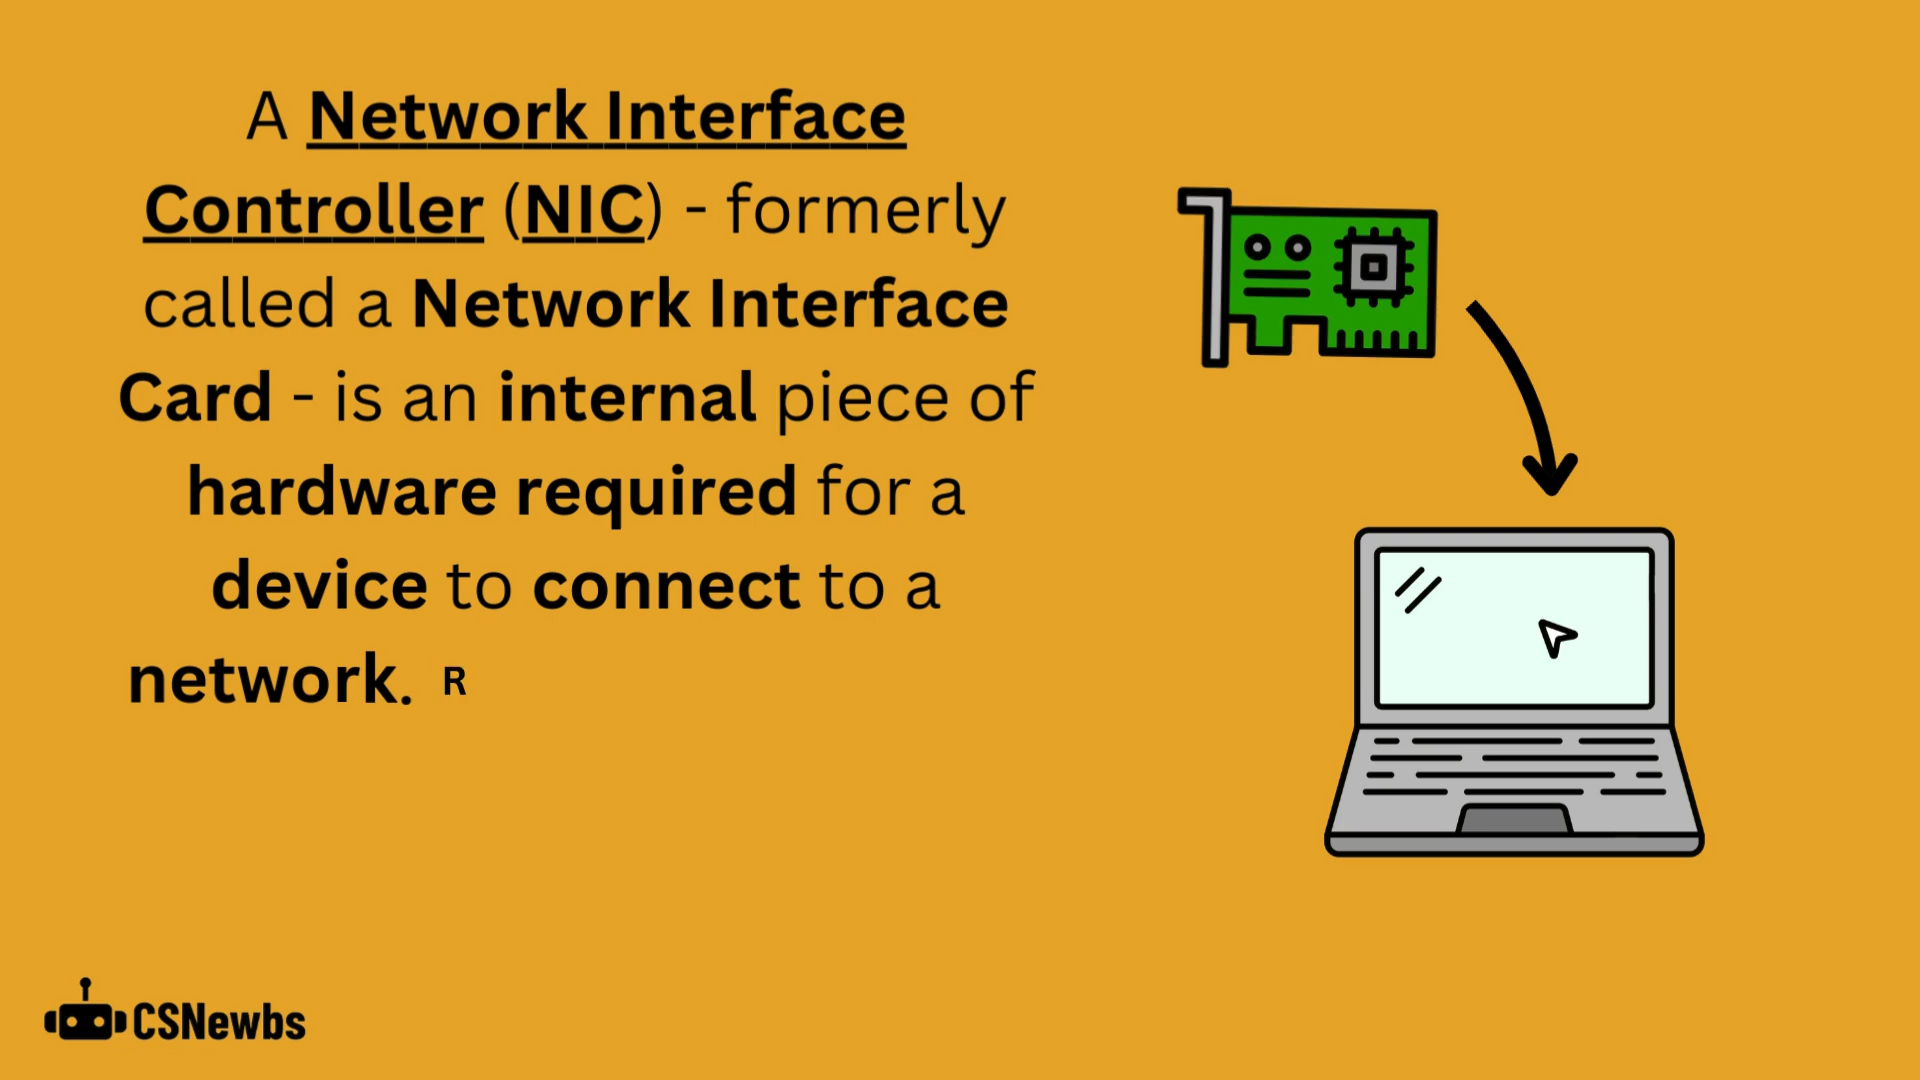 A Network Interface
Controller (NIC) - formerly
called a Network Interface
Card - is an internal piece of
hardware required for a
device to connect to a
network. R
CSNewbs